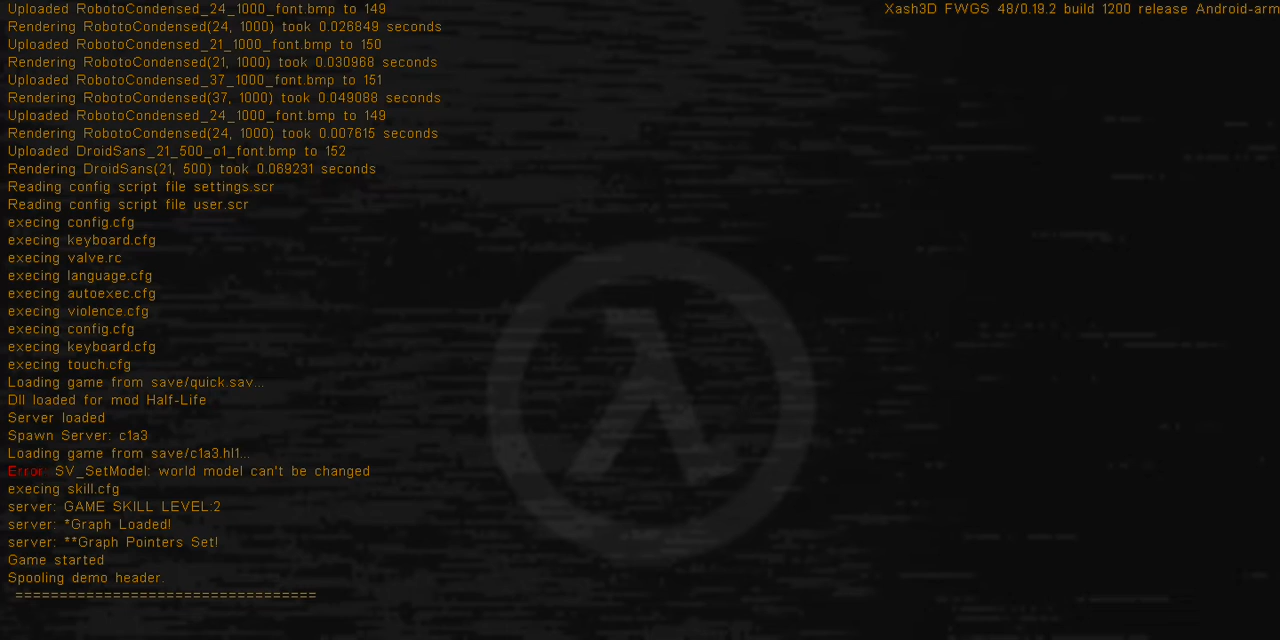 Uploaded RobotoCondensed_24_1000_font.bmp to 149
Xash3D FWGS 48/0.19.2 build 1200 release Android-arm
Rendering RobotoCondensed(24, 1000) took 0.026849 seconds
Uploaded RobotoCondensed_21_1000_font.bmp to 150
Rendering RobotoCondensed(21, 1000) took 0.030968 seconds
Uploaded RobotoCondensed_37_1000_font.bmp to 151
Rendering RobotoCondensed(37, 1000) took 0.049088 seconds
Uploaded RobotoCondensed_24_1000_font.bmp to 149
Rendering RobotoCondensed(24, 1000) took 0.007615 seconds
Uploaded DroidSans_21_500_o1_font.bmp to 152
Rendering DroidSans(21, 500) took 0.069231 seconds
Reading config script file settings.scr
Reading config script file user.scr
execing config.cfg
execing keyboard.cfg
execing valve.rc
execing language.cfg
execing autoexec.cfg
execing violence.cfg
execing config.cfg
execing keyboard.cfg
execing touch.cfg
Loading game from save/quick.sav...
Dll loaded for mod Half-Life
Server loaded
Spawn Server: c1a3
Loading game from save/c1a3.hl1...
Error: SV_SetModel: world model can't be changed
execing skill.cfg
server: GAME SKILL LEVEL:2
server: *Graph Loaded!
server: **Graph Pointers Set!
Game started
Spooling demo header.
==================================